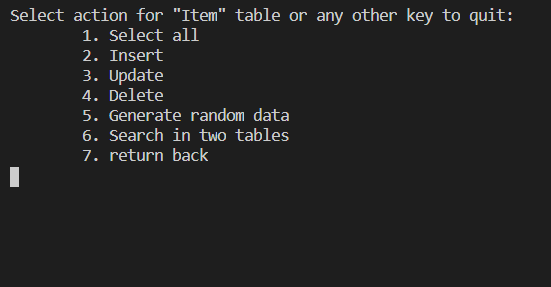 Select action for "Item" table or any other key to quit:
1. Select all
2. Insert
3. Update
4. Delete
5. Generate random data
6. Search in two tables
7. return back